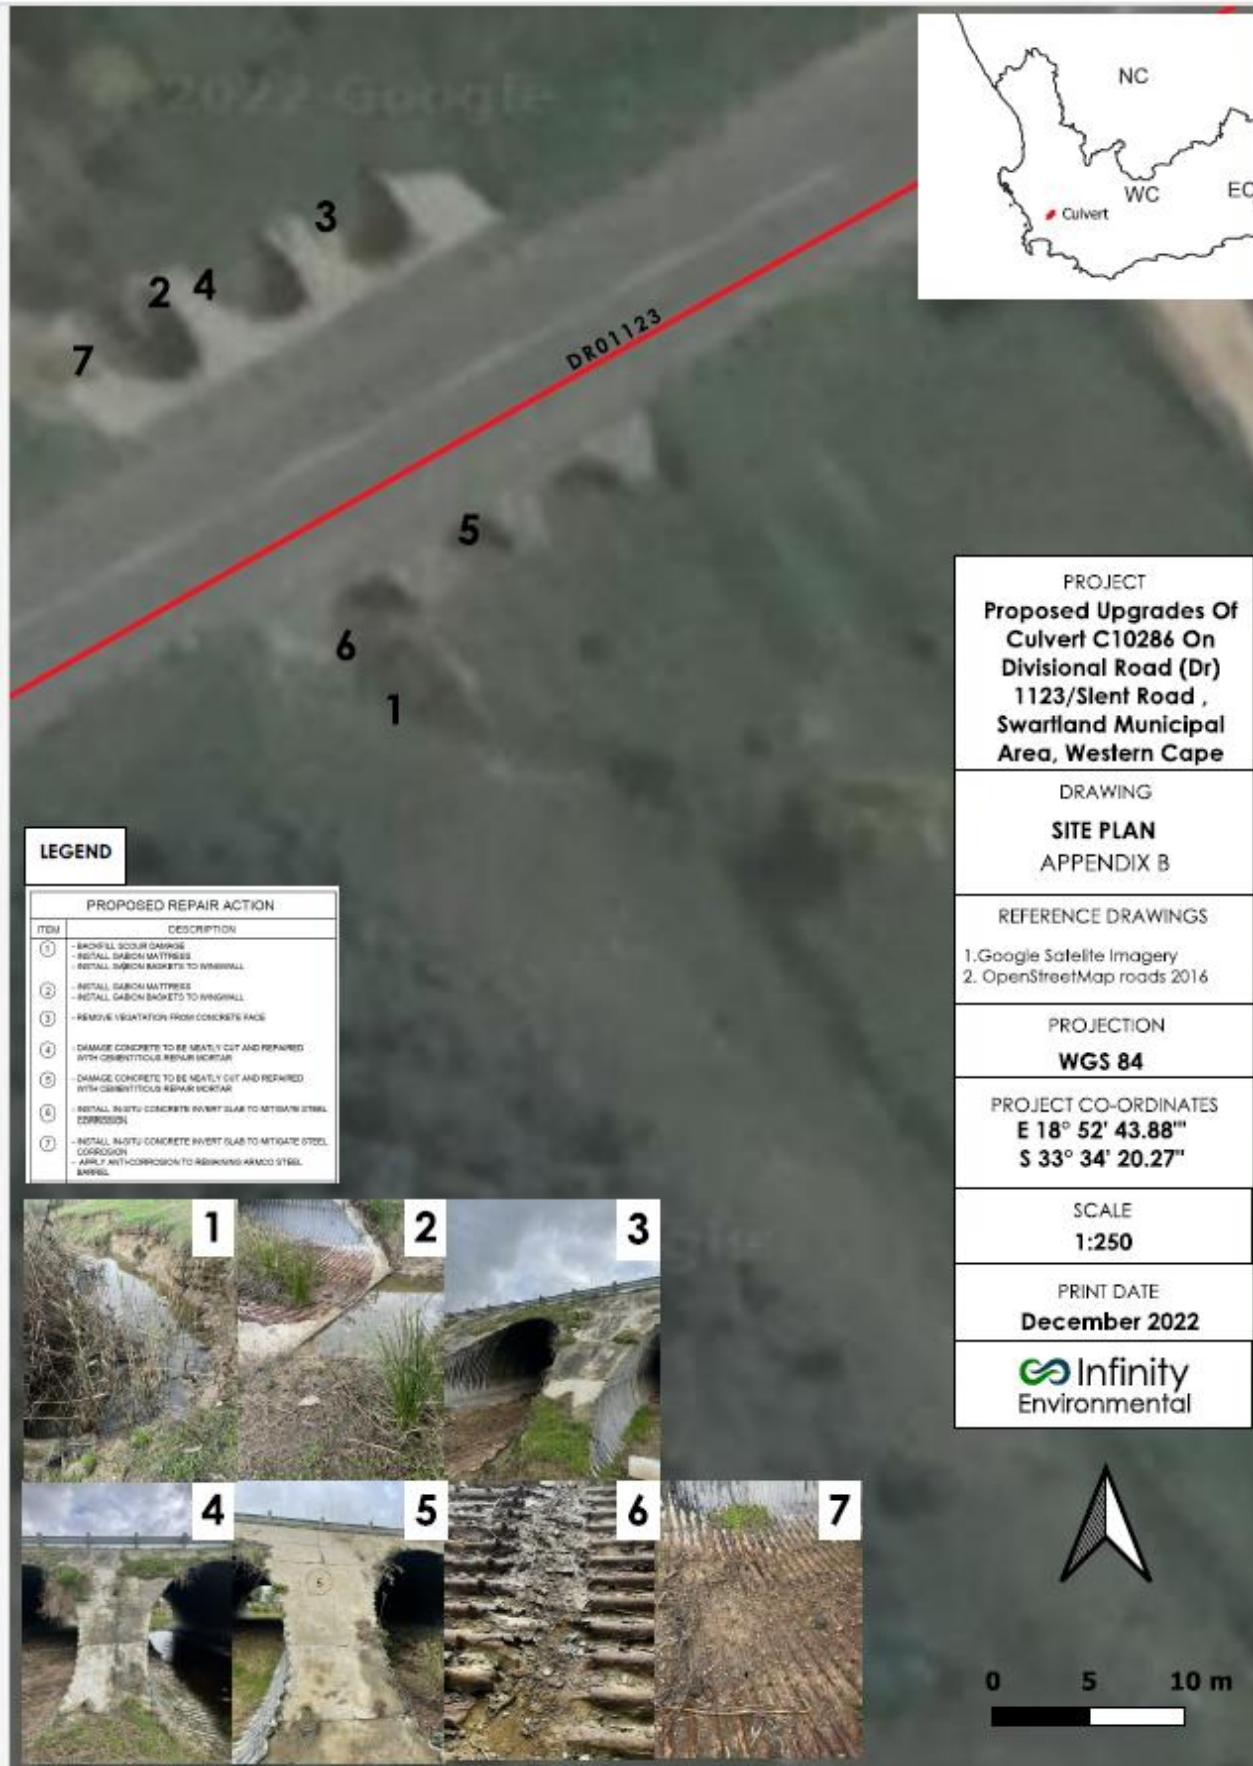 2022 Google
NC
WC
EC
Culvert
3
2
4
7
DR01123
5
6
1
PROJECT
Proposed Upgrades Of
Culvert C10286 On
Divisional Road (Dr)
1123/Slent Road ,
Swartland Municipal
Area, Western Cape
DRAWING
SITE PLAN
APPENDIX B
REFERENCE DRAWINGS
1.Google Satelite Imagery
2. OpenStreetMap roads 2016
PROJECTION
WGS 84
PROJECT CO-ORDINATES
E 18° 52' 43.88'"
S 33° 34' 20.27"
SCALE
1:250
PRINT DATE
December 2022
Infinity
Environmental
LEGEND
PROPOSED REPAIR ACTION
ITEM DESCRIPTION
1 - BACKFILL SCOUR DAMAGE
- INSTALL GABION MATTRESS
- INSTALL GABION BASKETS TO WINGWALL
2 - INSTALL GABION MATTRESS
- INSTALL GABION BASKETS TO WINGWALL
3 - REMOVE VEGATATION FROM CONCRETE FACE
4 - DAMAGE CONCRETE TO BE NEATLY CUT AND REPAIRED
WITH CEMENTITIOUS REPAIR MORTAR
5 - DAMAGE CONCRETE TO BE NEATLY CUT AND REPAIRED
WITH CEMENTITIOUS REPAIR MORTAR
6 - INSTALL IN-SITU CONCRETE INVERT SLAB TO MITIGATE STEEL
CORROSION
7 - INSTALL IN-SITU CONCRETE INVERT SLAB TO MITIGATE STEEL
CORROSION
- APPLY ANTI-CORROSION TO REMAINING ARMCO STEEL
BARREL
1
2
3
4
5
6
7
0 5 10 m